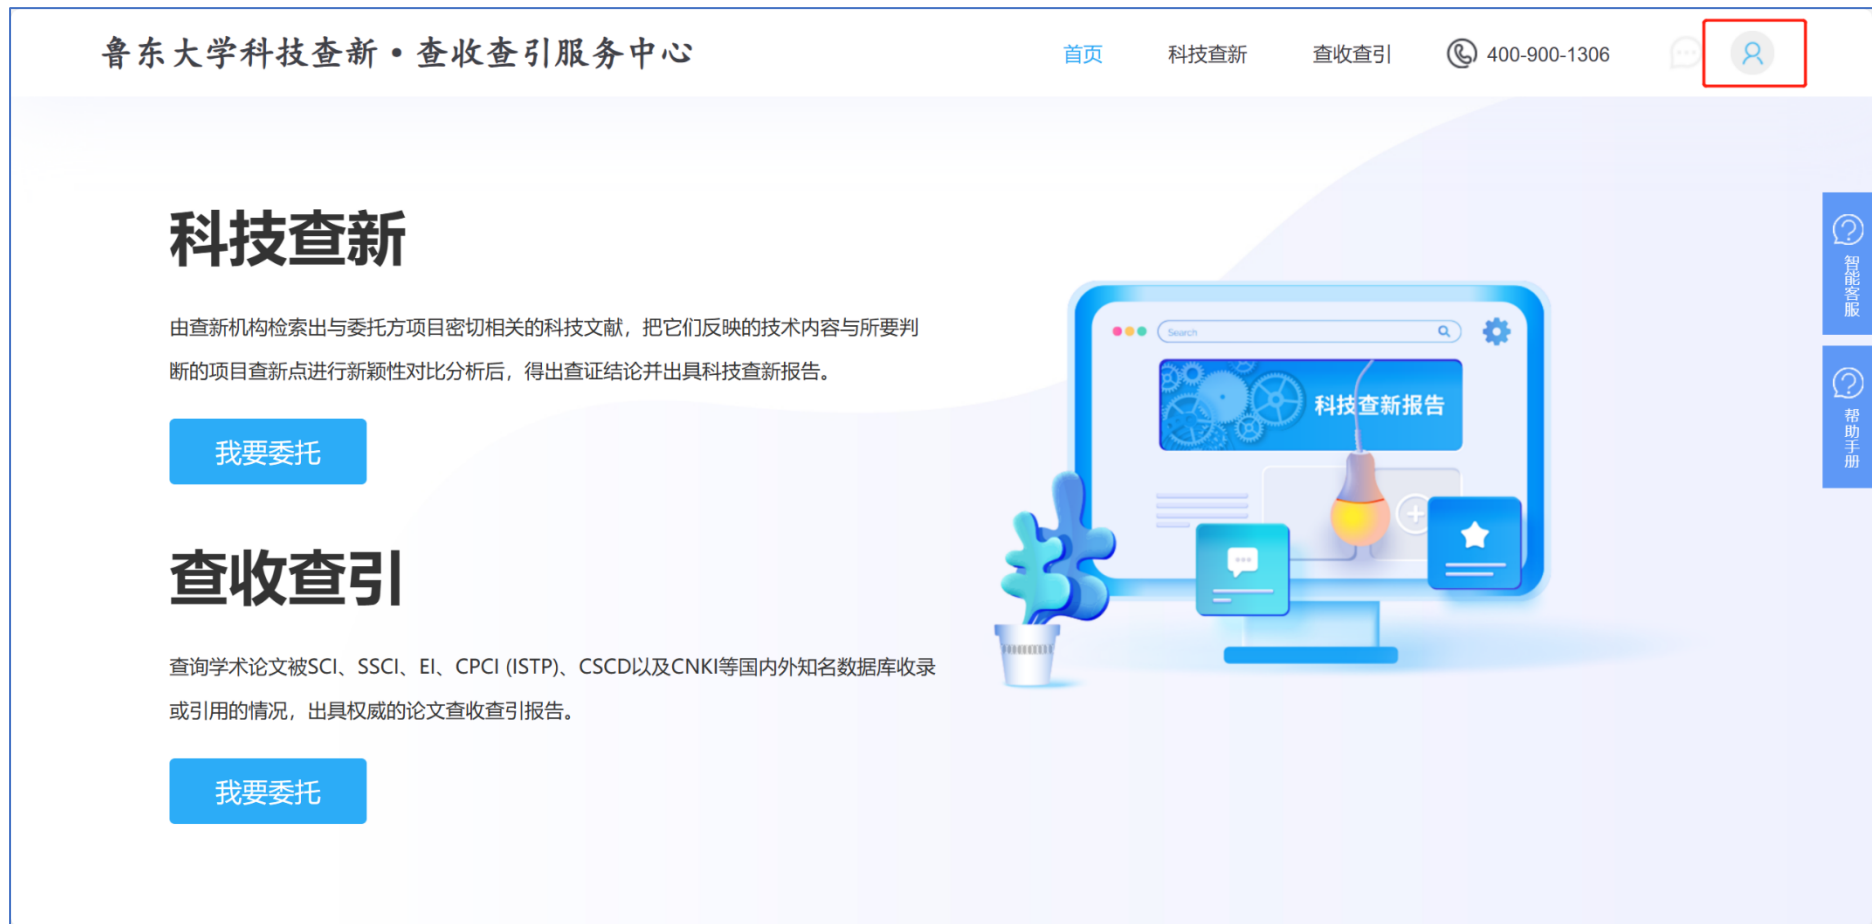 鲁东大学科技查新·查收查引服务中心
首页 科技查新 查收查引 400-900-1306
科技查新
由查新机构检索出与委托方项目密切相关的科技文献，把它们反映的技术内容与所要判
断的项目查新点进行新颖性对比分析后，得出查证结论并出具科技查新报告。
我要委托
查收查引
查询学术论文被SCI、SSCI、EI、CPCI (ISTP)、CSCD以及CNKI等国内外知名数据库收录
或引用的情况，出具权威的论文查收查引报告。
我要委托
Search
科技查新报告
智能客服
帮助手册